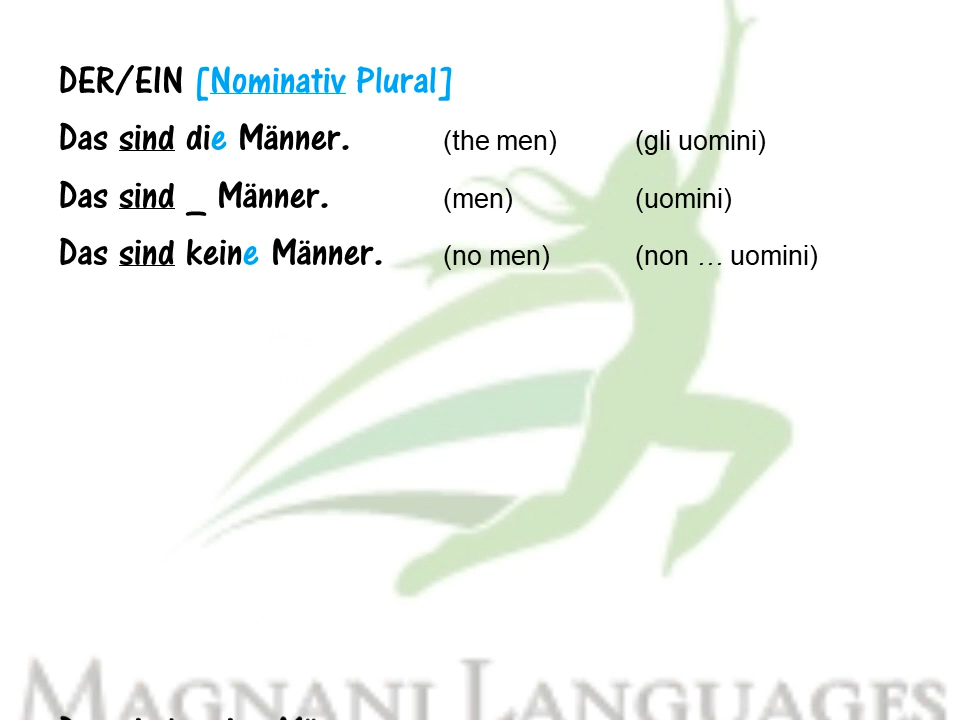 DER/EIN [Nominativ Plural]
Das sind die Männer. (the men) (gli uomini)
Das sind _ Männer. (men) (uomini)
Das sind keine Männer. (no men) (non … uomini)
MAGNANI LANGUAGES